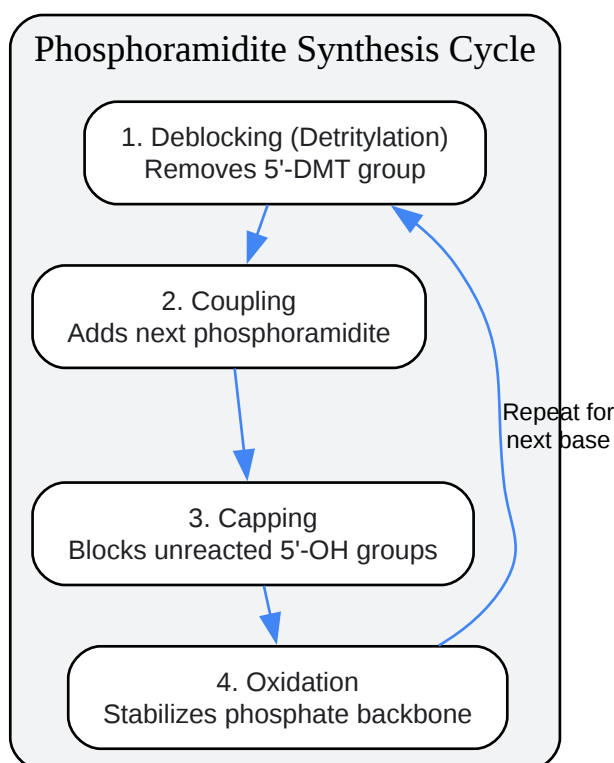 Phosphoramidite Synthesis Cycle
1. Deblocking (Detritylation)
Removes 5'-DMT group
2. Coupling
Adds next phosphoramidite
Repeat for
next base
3. Capping
Blocks unreacted 5'-OH groups
4. Oxidation
Stabilizes phosphate backbone